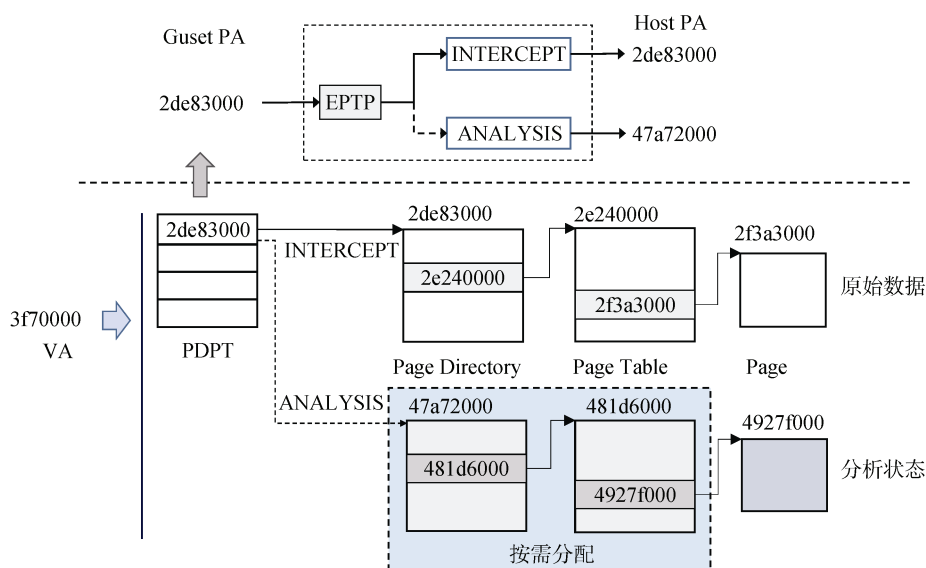 Guset PA
Host PA
INTERCEPT
2de83000
2de83000
EPTP
ANALYSIS
47a72000
2de83000
2de83000
2e240000
2f3a3000
INTERCEPT
2e240000
2f3a3000
原始数据
3f70000
VA
PDPT
Page Directory
Page Table
Page
ANALYSIS
47a72000
481d6000
4927f000
481d6000
4927f000
分析状态
按需分配